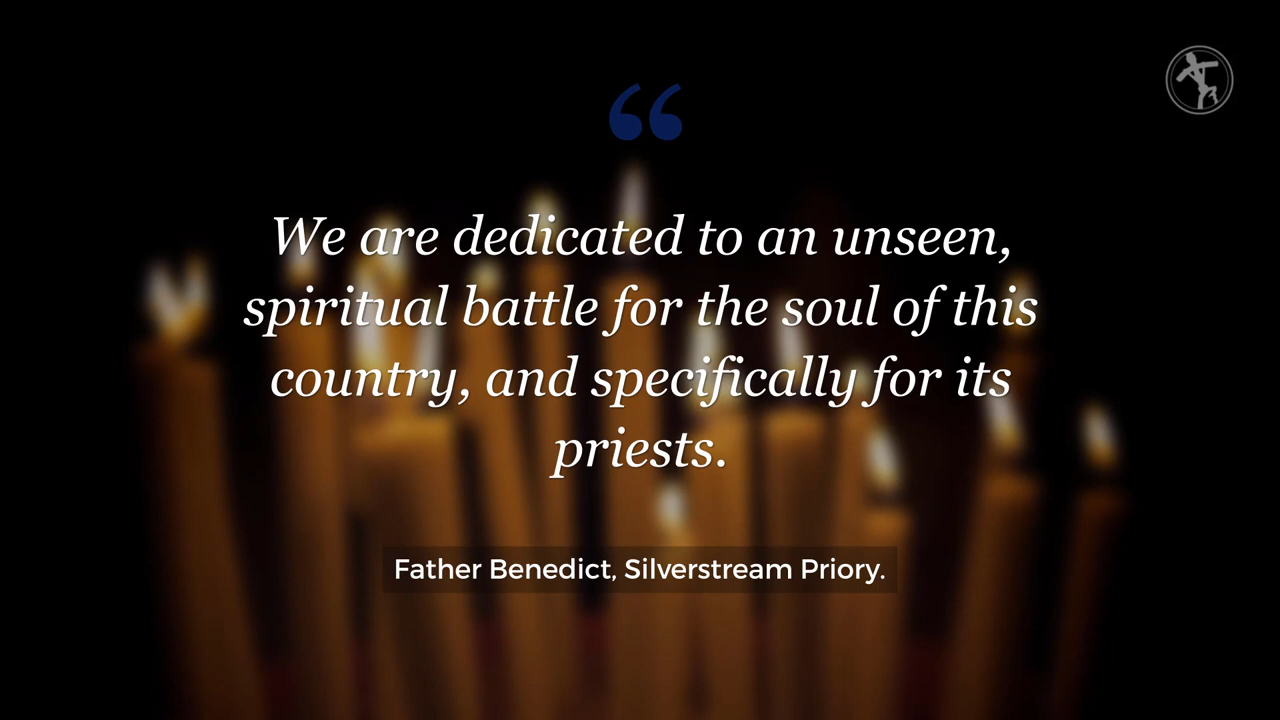 “
We are dedicated to an unseen,
spiritual battle for the soul of this
country, and specifically for its
priests.
Father Benedict, Silverstream Priory.